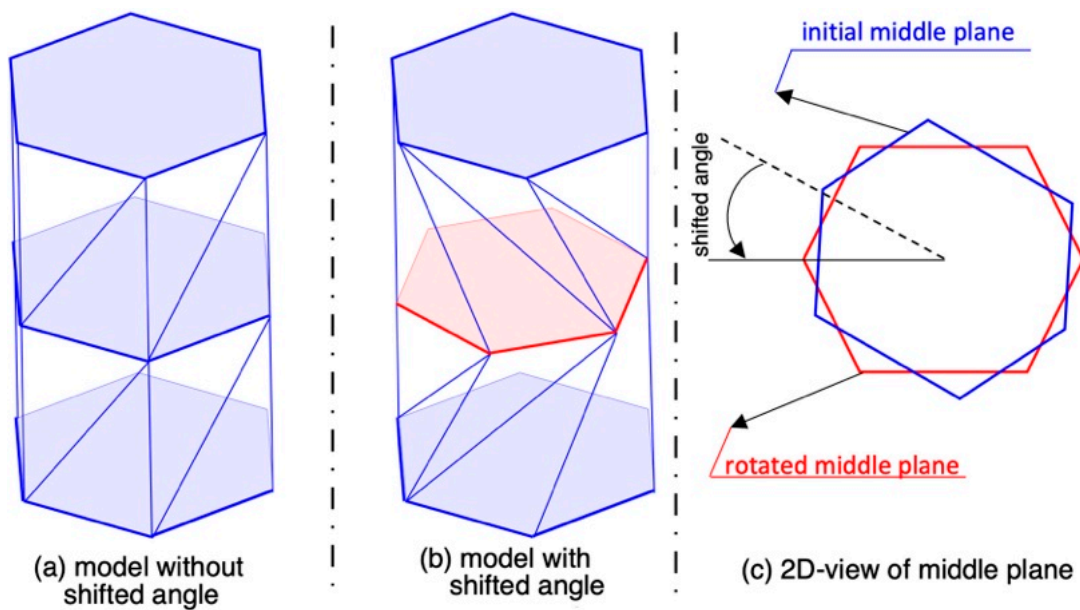 initial middle plane
shifted angle
rotated middle plane
(a) model without
shifted angle
(b) model with
shifted angle
(c) 2D-view of middle plane